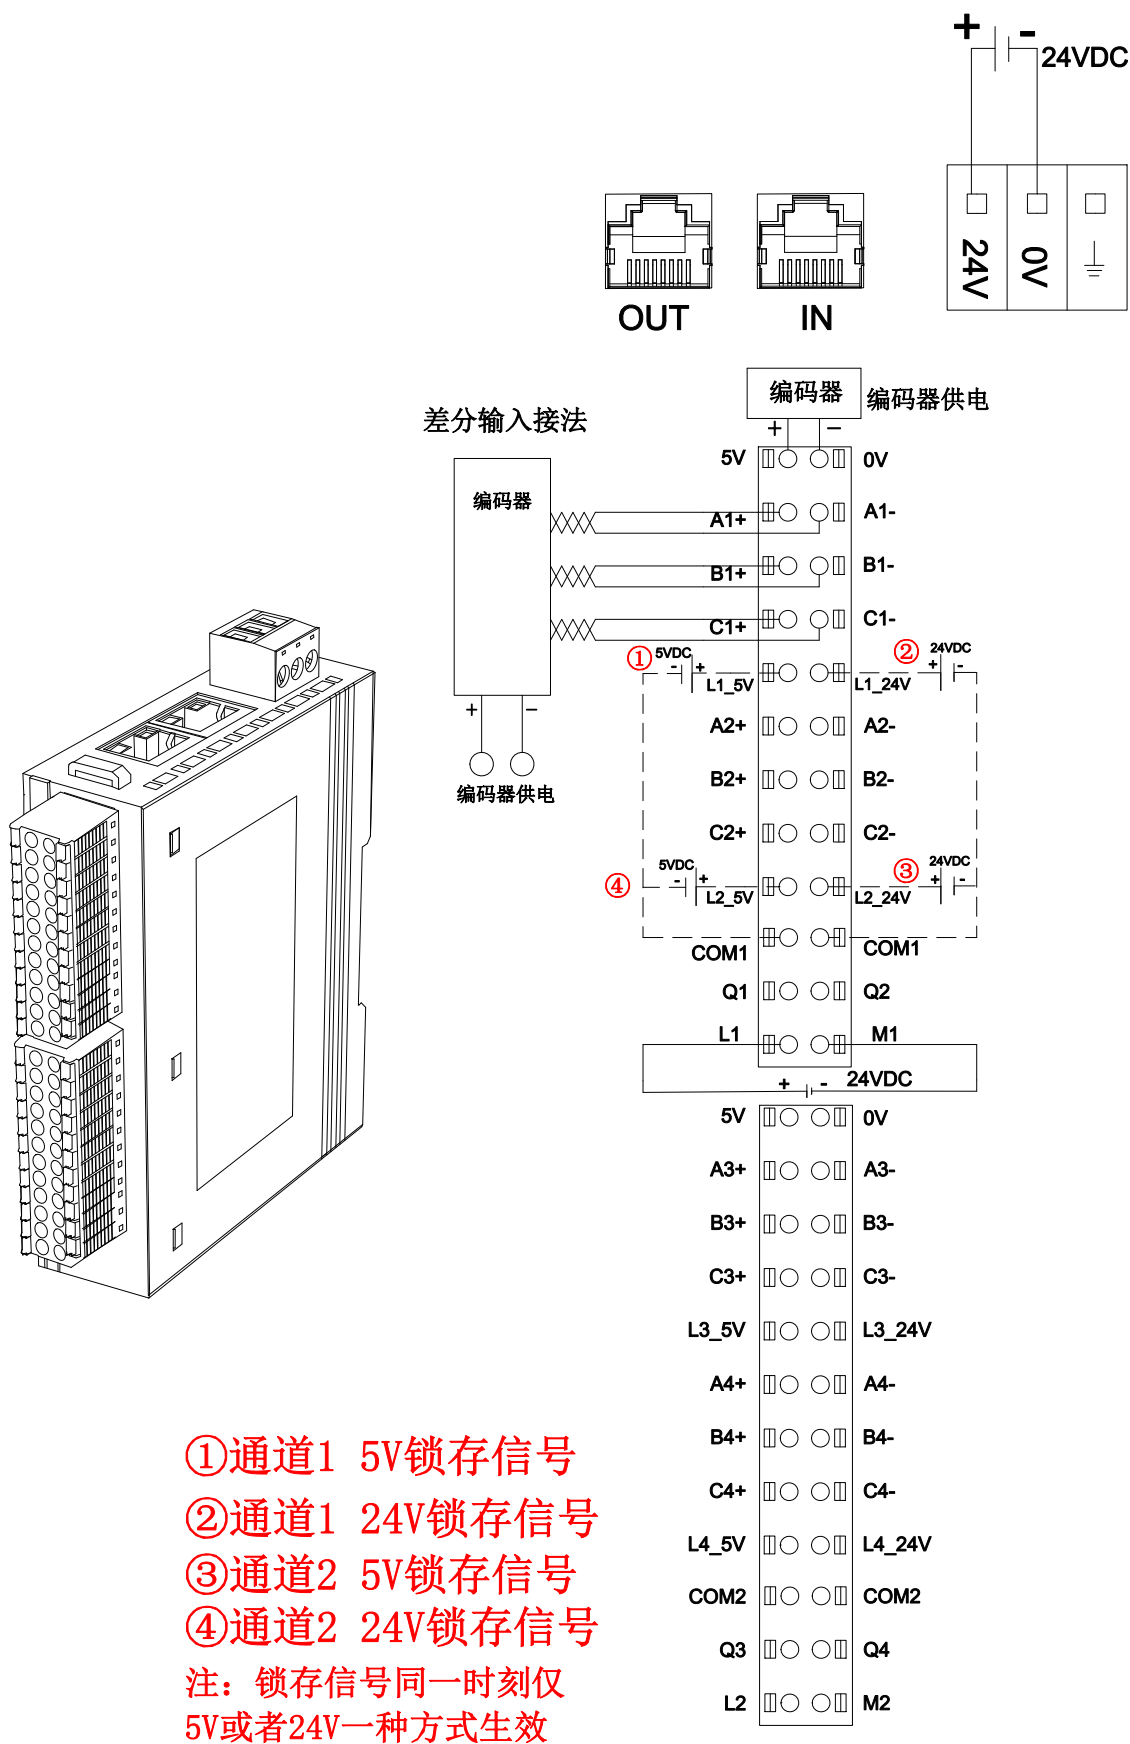 + -
24VDC
24V 0V
OUT IN
编码器 编码器供电
+ −
差分输入接法
编码器
5V 0V
A1+ A1-
B1+ B1-
C1+ C1-
① 5VDC - + L1_5V L1_24V + - 24VDC ②
+ −
编码器供电
A2+ A2-
B2+ B2-
C2+ C2-
④ 5VDC - + L2_5V L2_24V + - 24VDC ③
COM1 COM1
Q1 Q2
L1 M1
+ - 24VDC
5V 0V
A3+ A3-
B3+ B3-
C3+ C3-
L3_5V L3_24V
A4+ A4-
B4+ B4-
C4+ C4-
L4_5V L4_24V
COM2 COM2
Q3 Q4
L2 M2
①通道1 5V锁存信号
②通道1 24V锁存信号
③通道2 5V锁存信号
④通道2 24V锁存信号
注：锁存信号同一时刻仅
5V或者24V一种方式生效